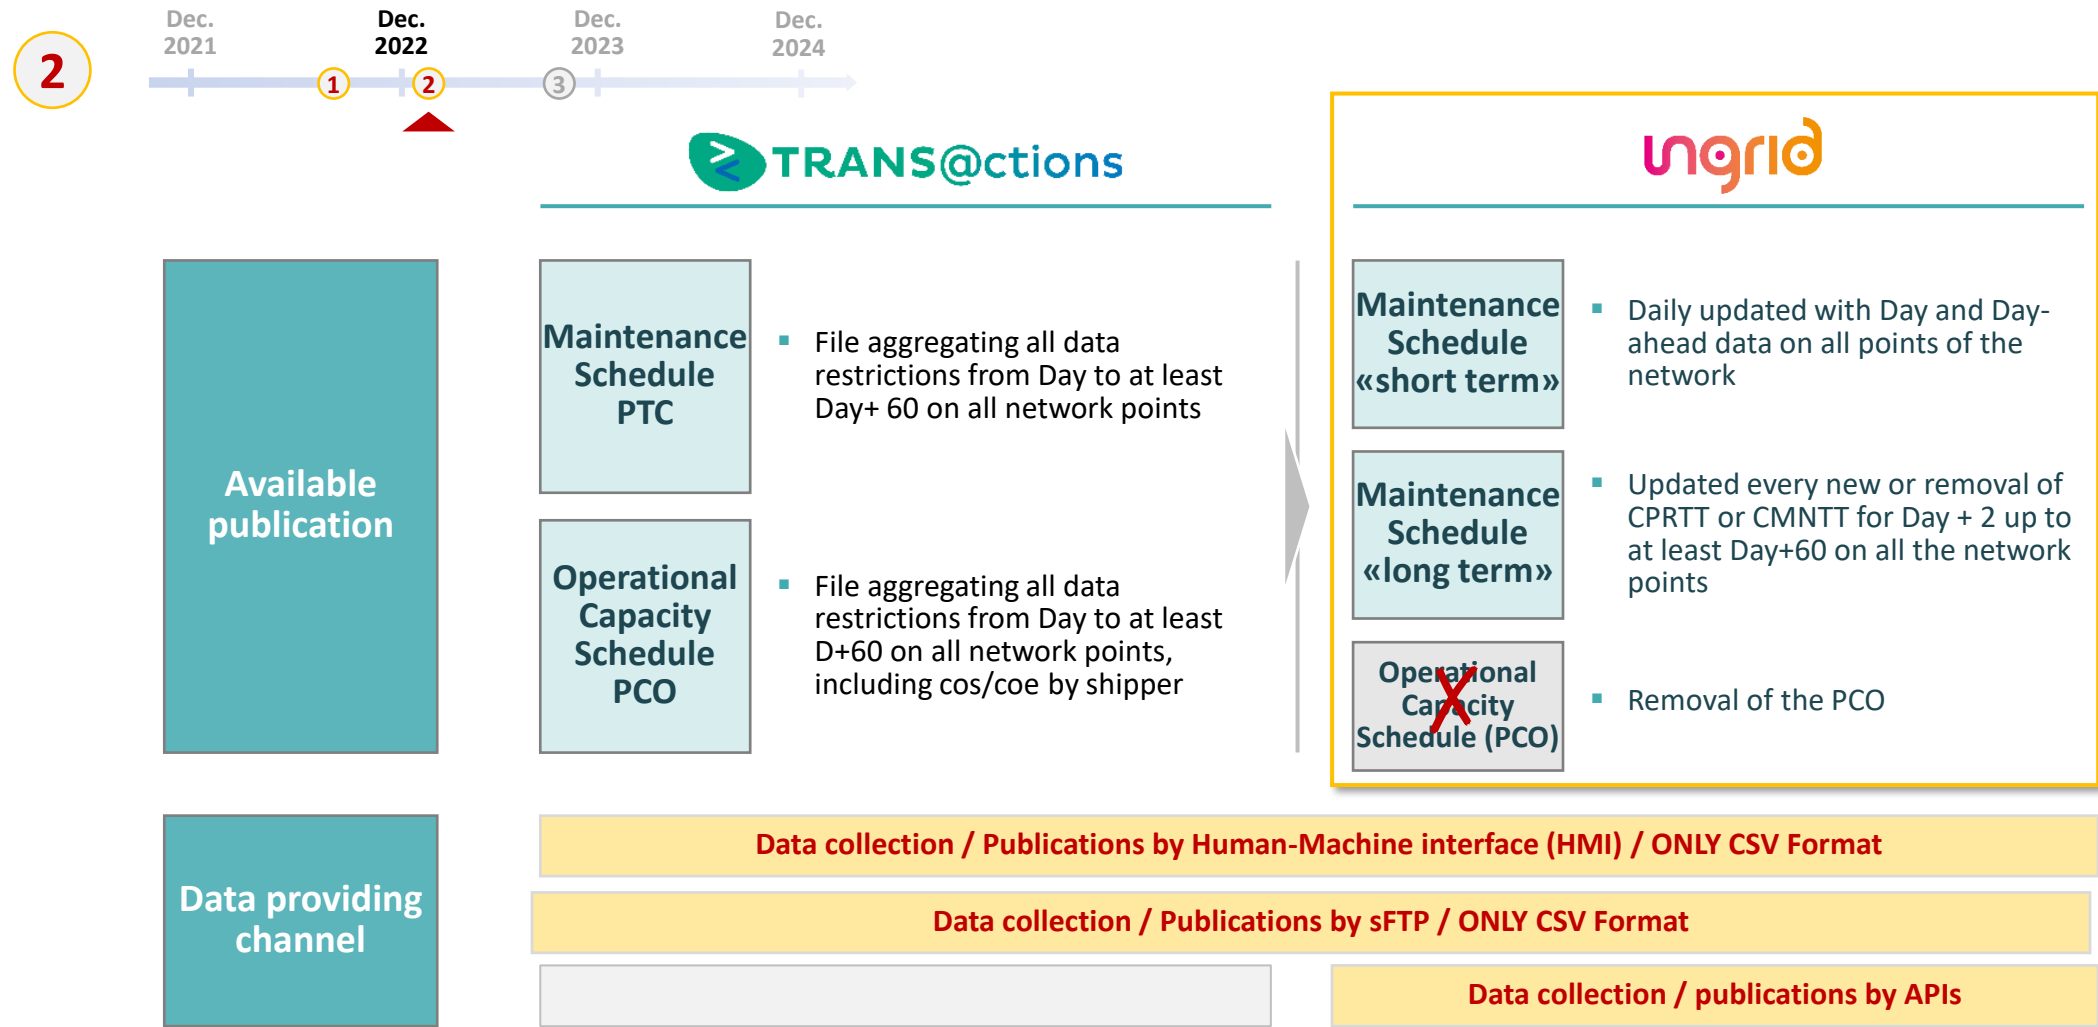 2
Dec.
2021
Dec.
2022
Dec.
2023
Dec.
2024
1
2
3
TRANS@ctions
ingrid
Available
publication
Maintenance
Schedule
PTC
▪ File aggregating all data
restrictions from Day to at least
Day+ 60 on all network points
Operational
Capacity
Schedule
PCO
▪ File aggregating all data
restrictions from Day to at least
D+60 on all network points,
including cos/coe by shipper
Maintenance
Schedule
«short term»
▪ Daily updated with Day and Day-
ahead data on all points of the
network
Maintenance
Schedule
«long term»
▪ Updated every new or removal of
CPRTT or CMNTT for Day + 2 up to
at least Day+60 on all the network
points
Operational
Capacity
Schedule (PCO)
▪ Removal of the PCO
Data providing
channel
Data collection / Publications by Human-Machine interface (HMI) / ONLY CSV Format
Data collection / Publications by sFTP / ONLY CSV Format
Data collection / publications by APIs